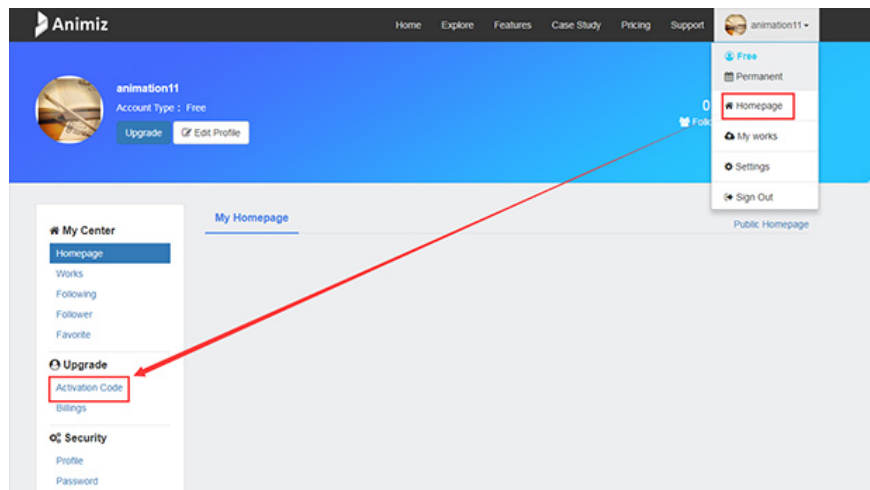 Animiz
Home Explore Features Case Study Pricing Support animation11
Free
Permanent
Homepage
My works
Settings
Sign Out
animation11
Account Type : Free
Upgrade Edit Profile
0
My Homepage
Public Homepage
My Center
Homepage
Works
Following
Follower
Favorite
Upgrade
Activation Code
Billings
Security
Profile
Password